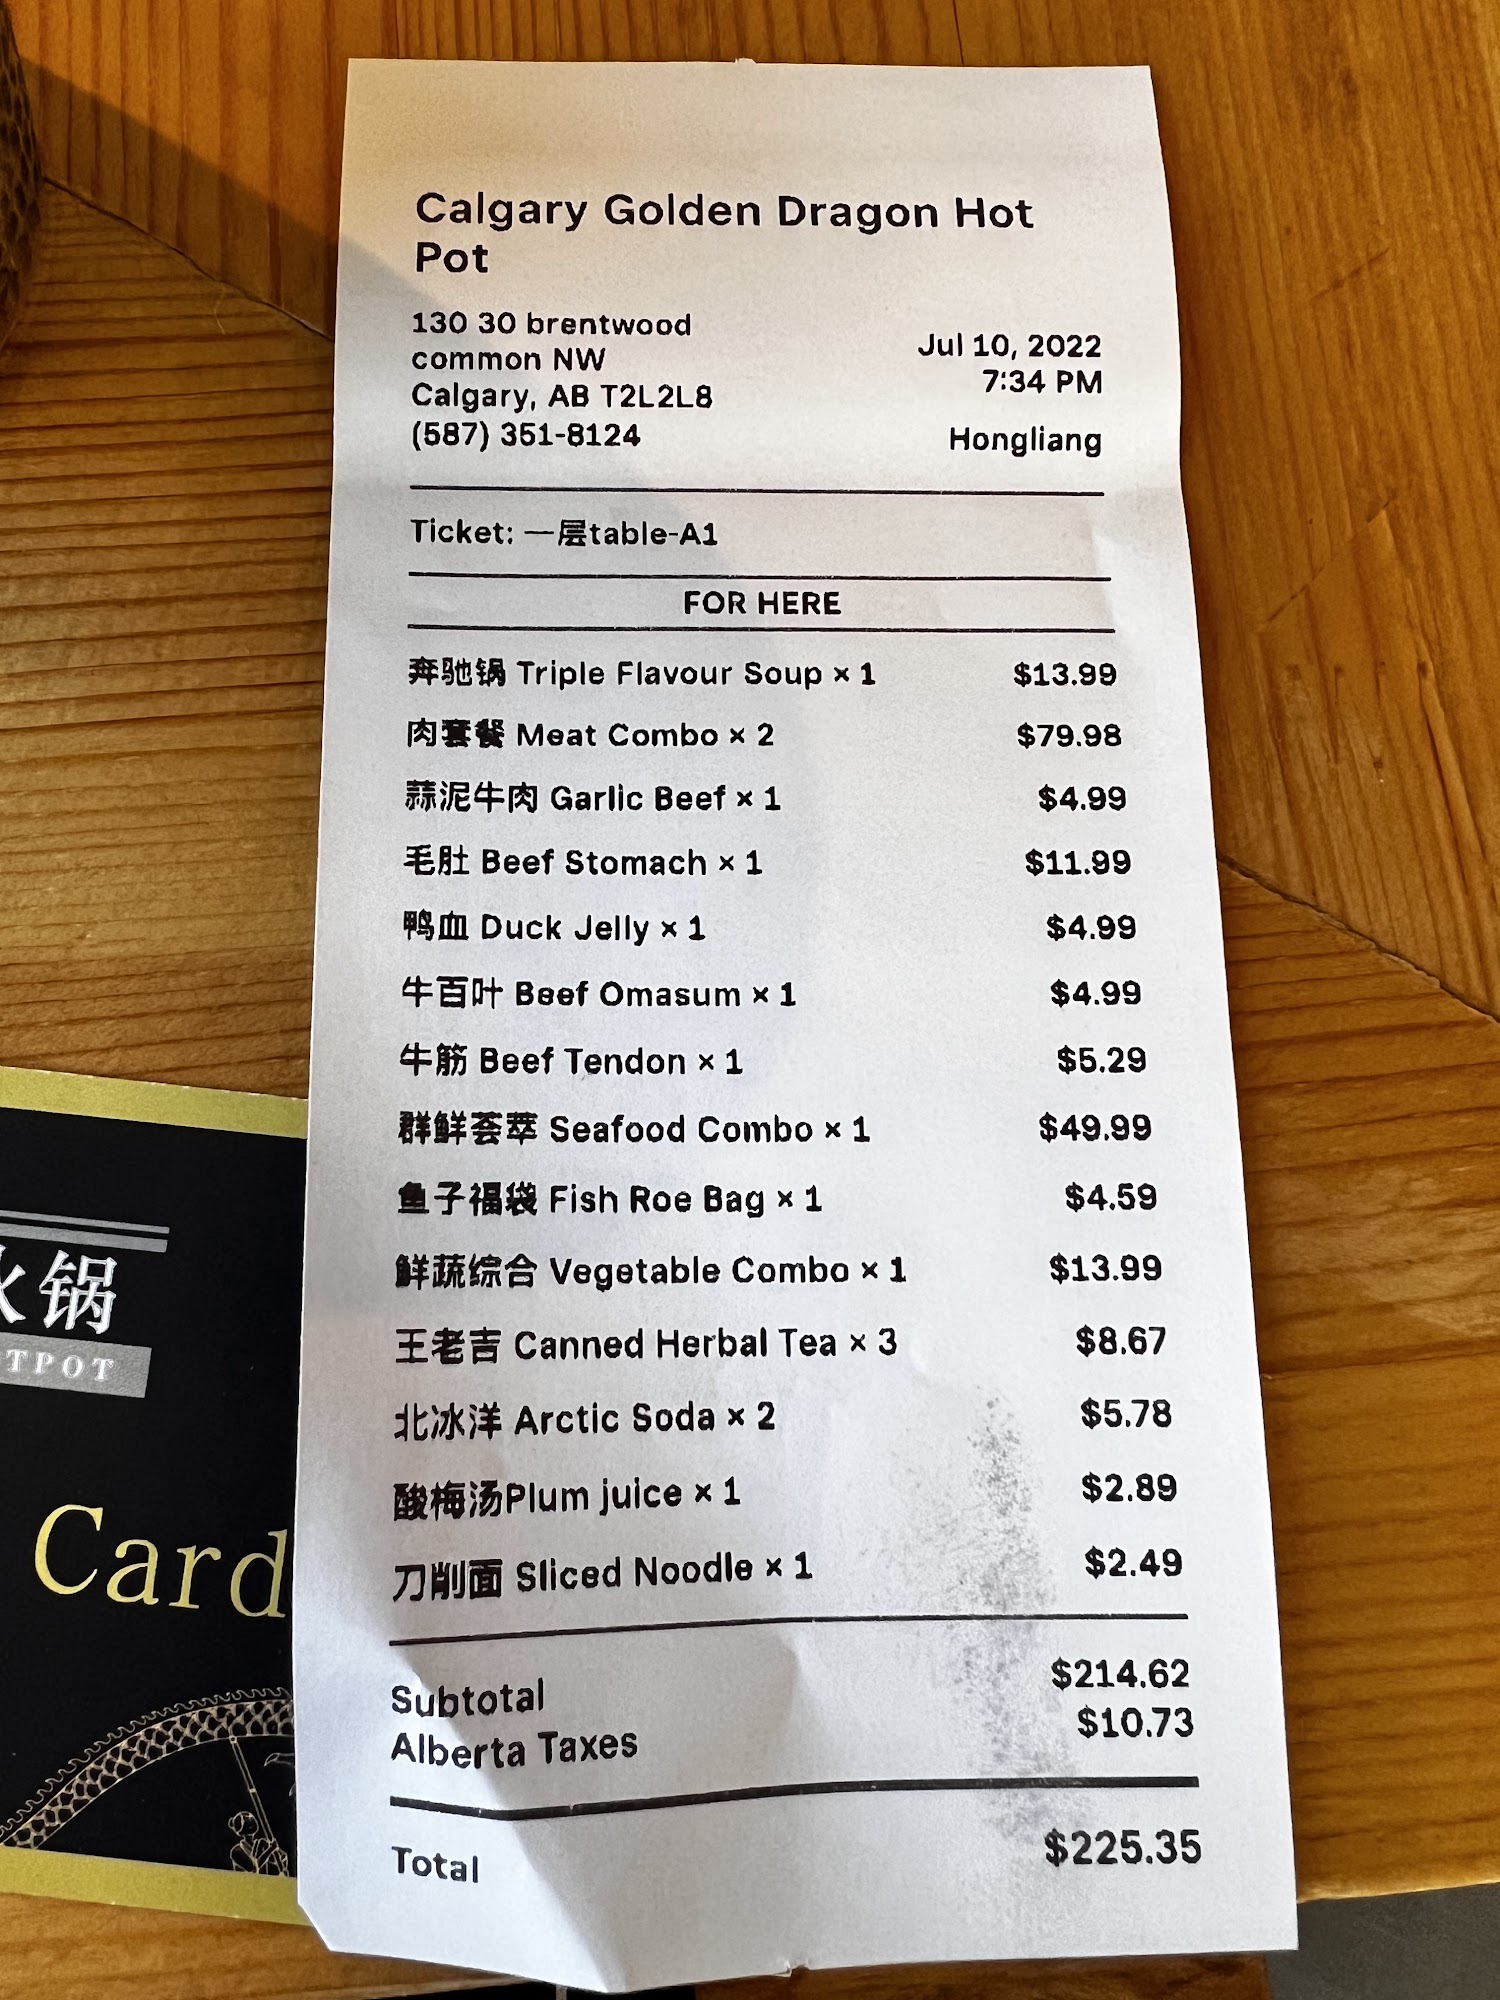 Calgary Golden Dragon Hot
Pot
130 30 brentwood
common NW
Calgary, AB T2L2L8
(587) 351-8124
Jul 10, 2022
7:34 PM
Hongliang
Ticket: 一层table-A1
FOR HERE
奔驰锅 Triple Flavour Soup × 1 $13.99
肉套餐 Meat Combo × 2 $79.98
蒜泥牛肉 Garlic Beef × 1 $4.99
毛肚 Beef Stomach × 1 $11.99
鸭血 Duck Jelly × 1 $4.99
牛百叶 Beef Omasum × 1 $4.99
牛筋 Beef Tendon × 1 $5.29
群鲜荟萃 Seafood Combo × 1 $49.99
鱼子福袋 Fish Roe Bag × 1 $4.59
鲜蔬综合 Vegetable Combo × 1 $13.99
王老吉 Canned Herbal Tea × 3 $8.67
北冰洋 Arctic Soda × 2 $5.78
酸梅汤Plum juice × 1 $2.89
刀削面 Sliced Noodle × 1 $2.49
Subtotal $214.62
Alberta Taxes $10.73
Total $225.35
火锅
TPOT
Card